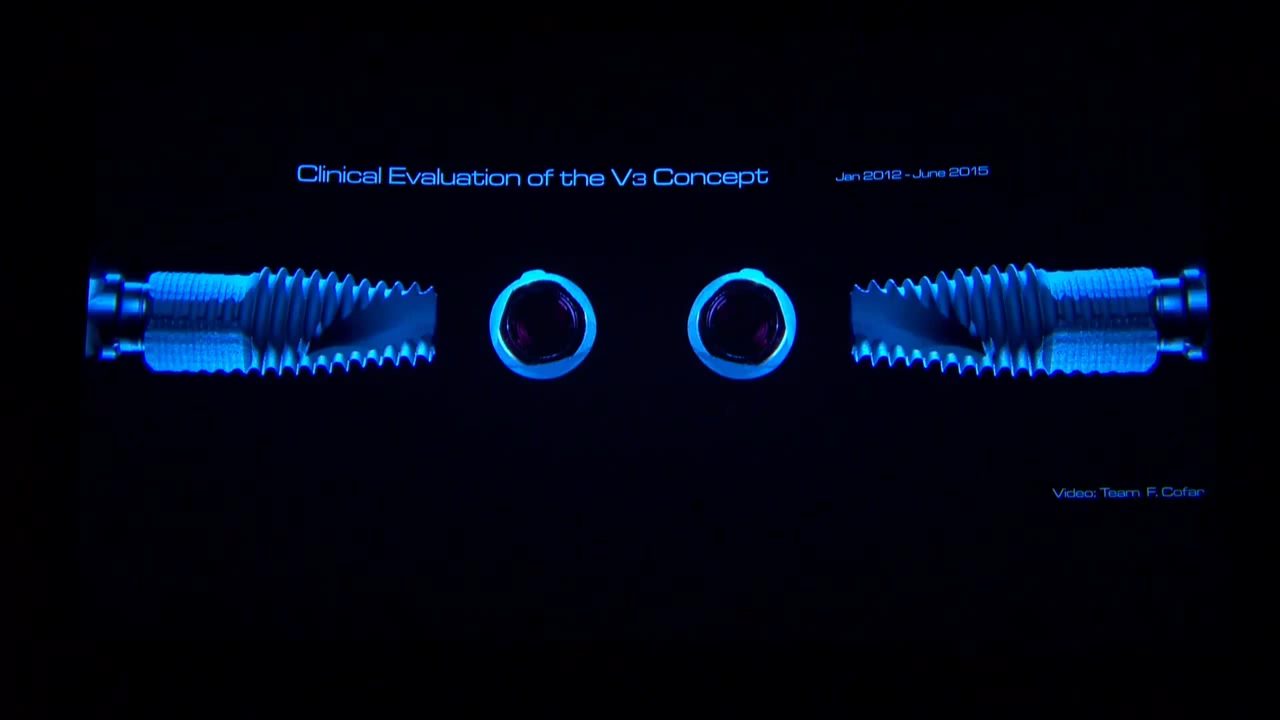 Clinical Evaluation of the V3 Concept
Jan 2012 - June 2015
Video: Team F. Cofar